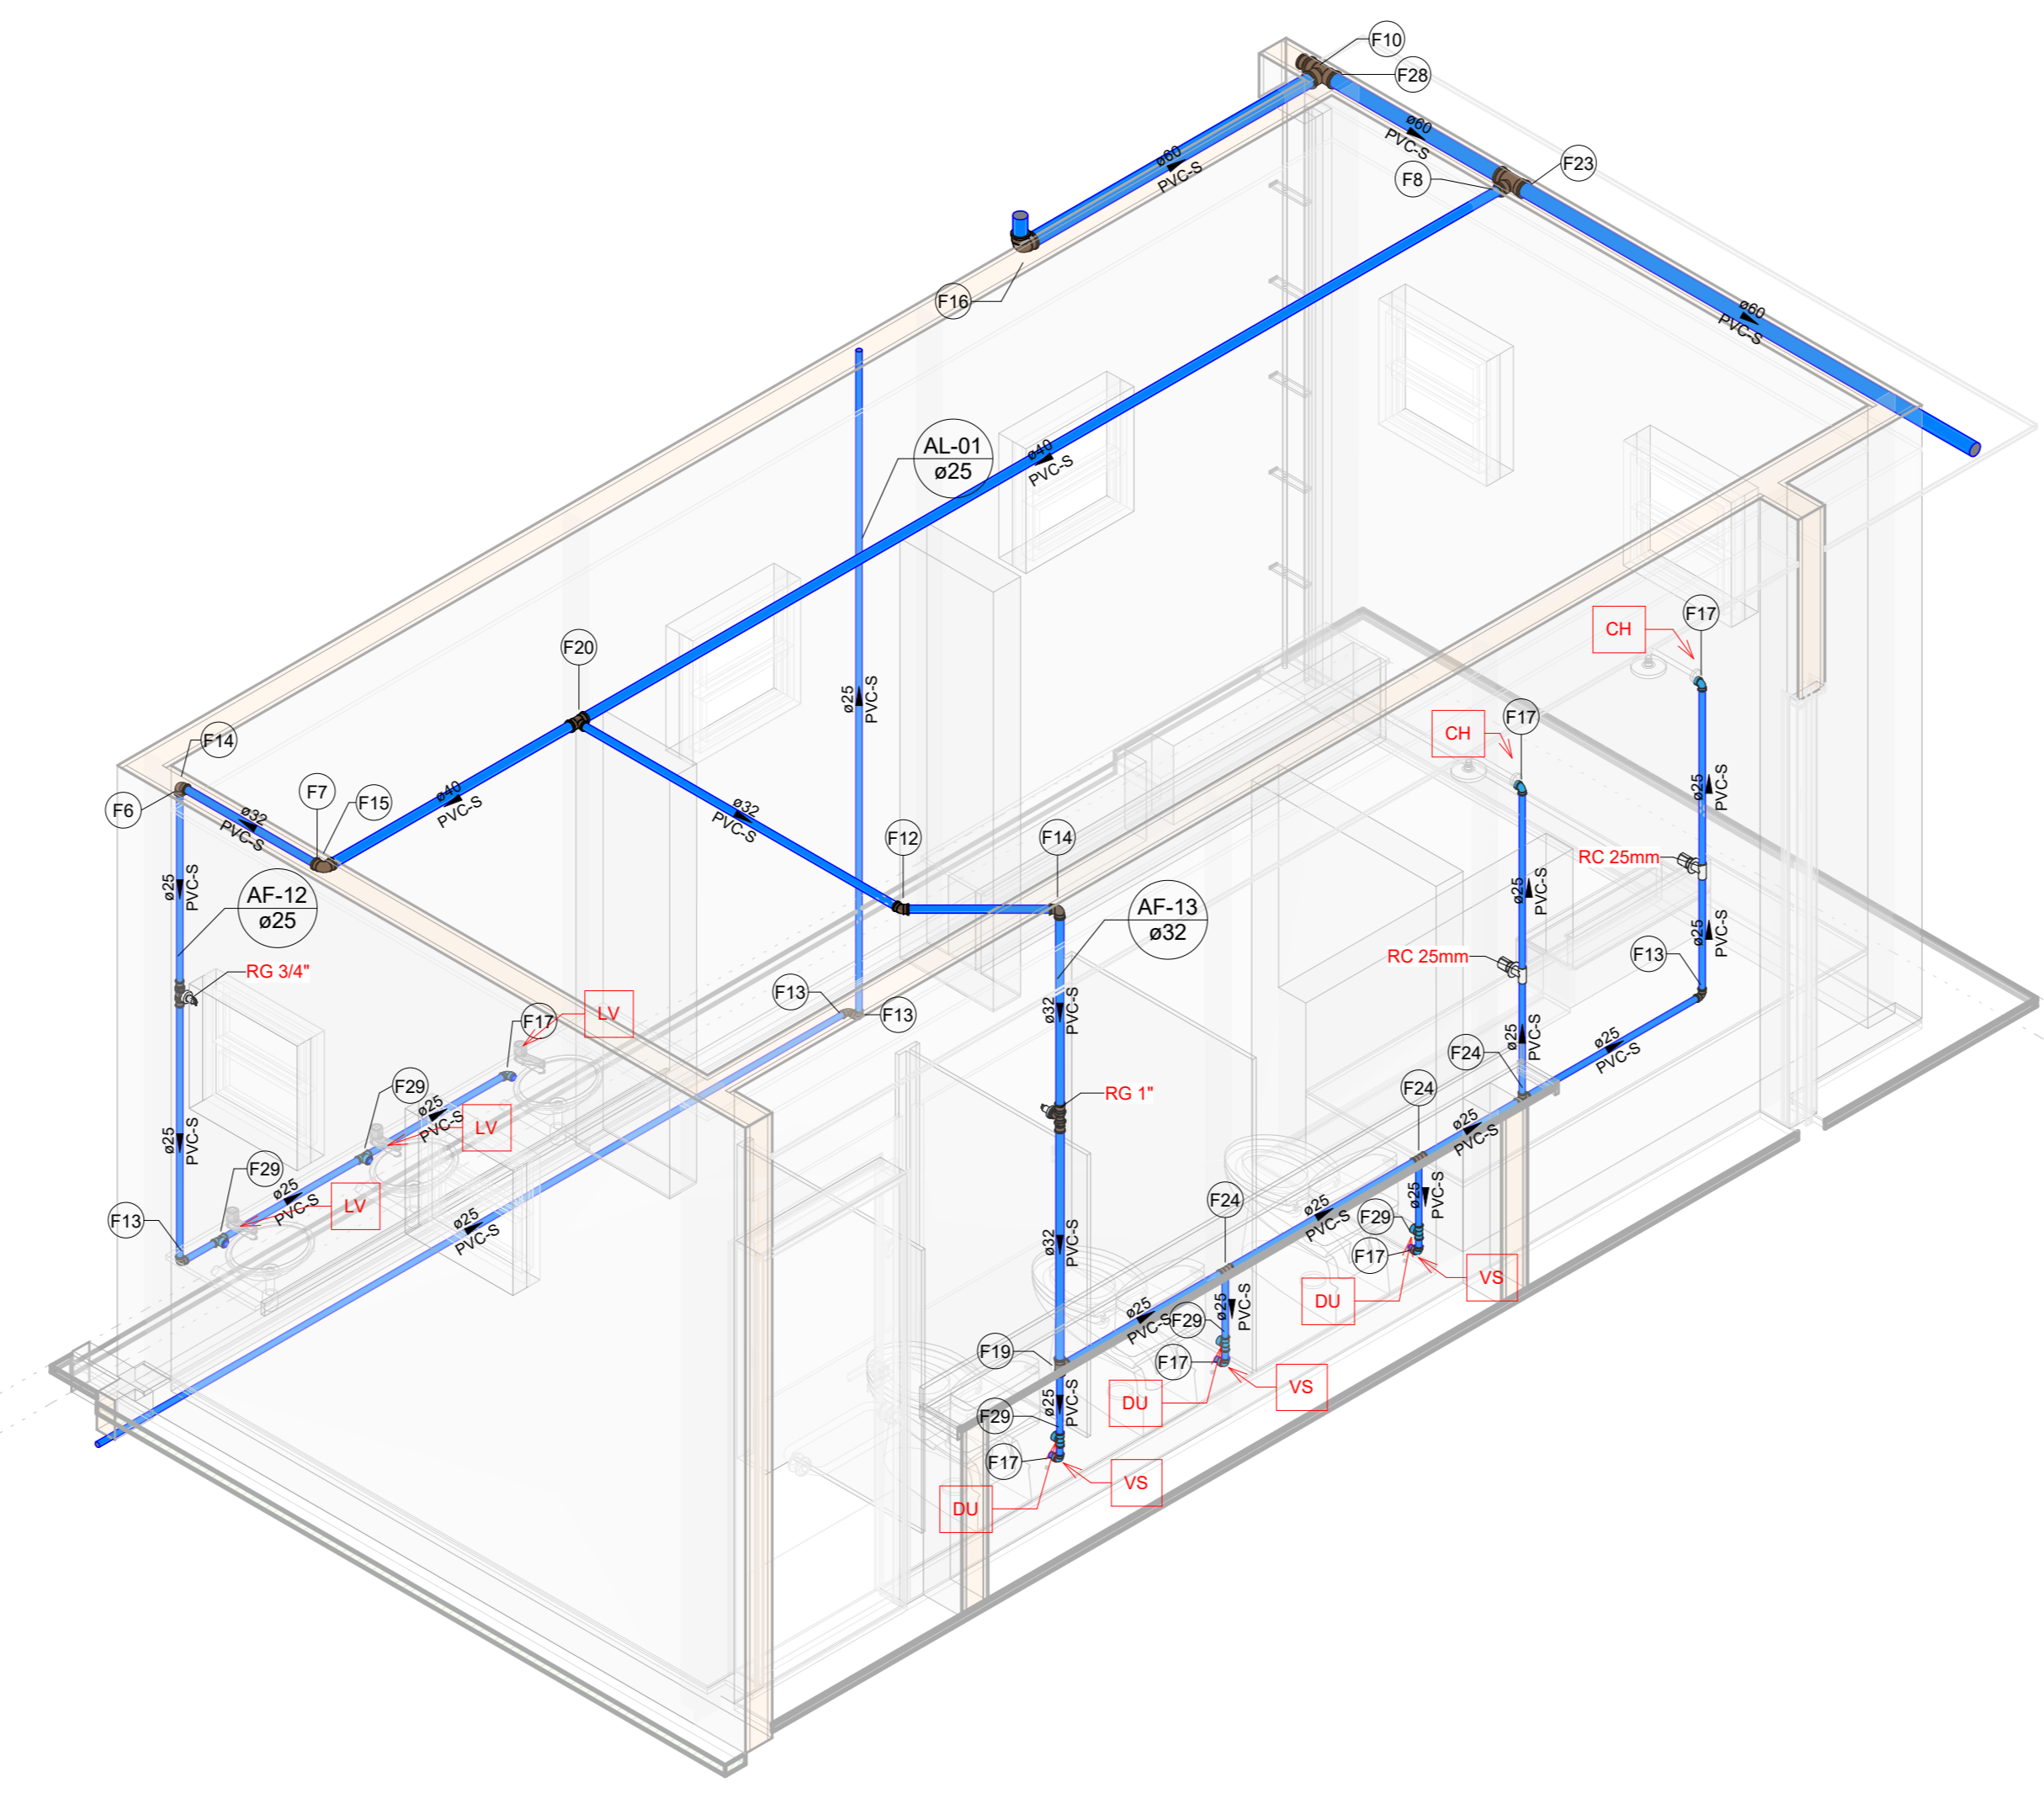 F10
F28
ø60
PVC-S
F23
F8
ø60
PVC-S
F16
ø60
PVC-S
AL-01
ø25
ø40
PVC-S
F17
CH
F20
ø25
PVC-S
F17
CH
F14
F6
ø32
PVC-S
F7
F15
ø40
PVC-S
ø32
PVC-S
F12
F14
ø25
PVC-S
RC 25mm
ø25
PVC-S
AF-12
ø25
ø25
PVC-S
AF-13
ø32
ø25
PVC-S
RC 25mm
F13
RG 3/4"
F13
F13
ø32
PVC-S
F17
LV
ø25
PVC-S
F24
ø25
PVC-S
F29
ø25
PVC-S
LV
RG 1"
F24
ø25
PVC-S
ø25
PVC-S
F29
ø25
PVC-S
LV
F13
ø25
PVC-S
F24
ø25
PVC-S
ø25
PVC-S
F29
F17
VS
DU
ø32
PVC-S
ø25
PVC-S
ø25
PVC-S
F29
F17
VS
DU
F19
ø25
PVC-S
F29
F17
VS
DU